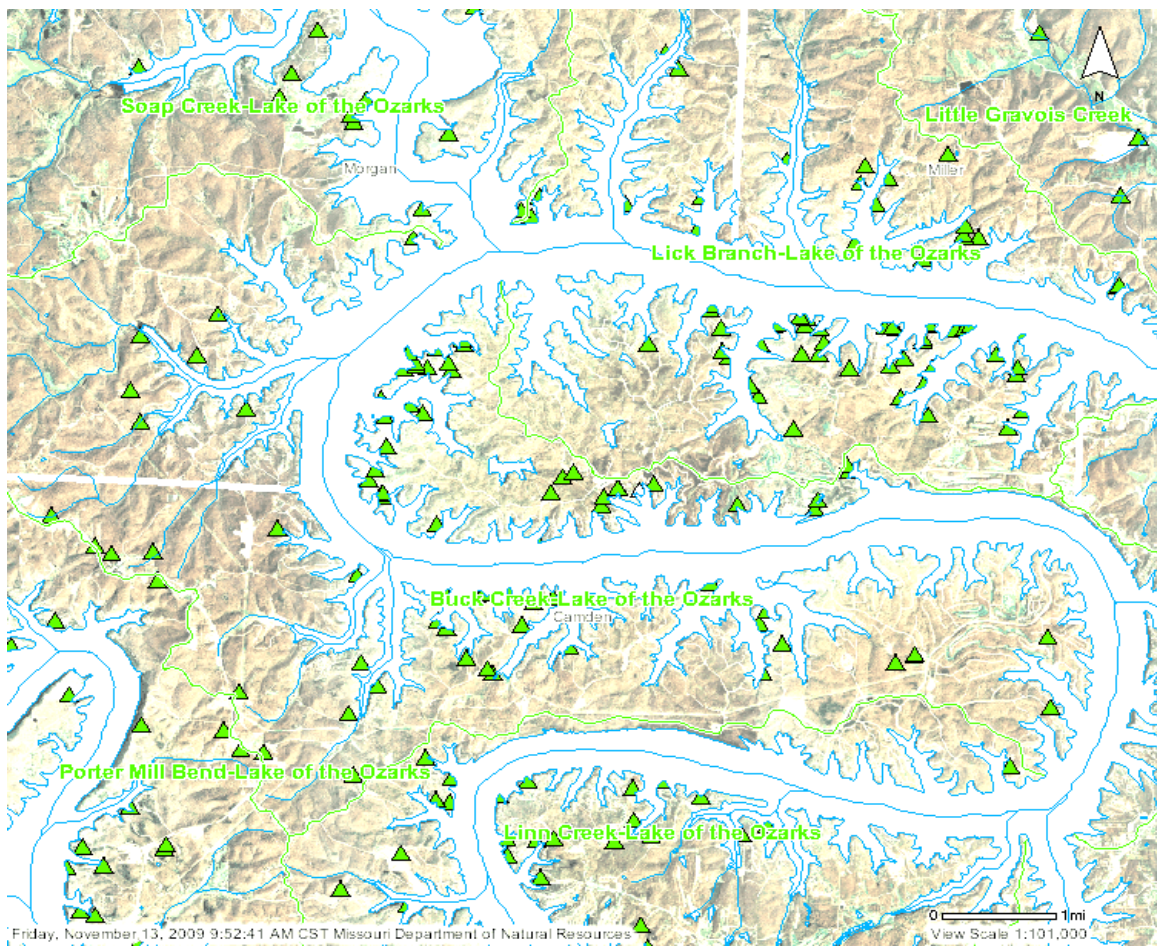 Soap Creek-Lake of the Ozarks
N
Little Gravois Creek
Morgan
Miller
Lick Branch-Lake of the Ozarks
Buck Creek-Lake of the Ozarks
Camden
Porter Mill Bend-Lake of the Ozarks
Linn Creek-Lake of the Ozarks
0 1 mi
Friday, November 13, 2009 9:52:41 AM CST Missouri Department of Natural Resources
View Scale 1:101,000